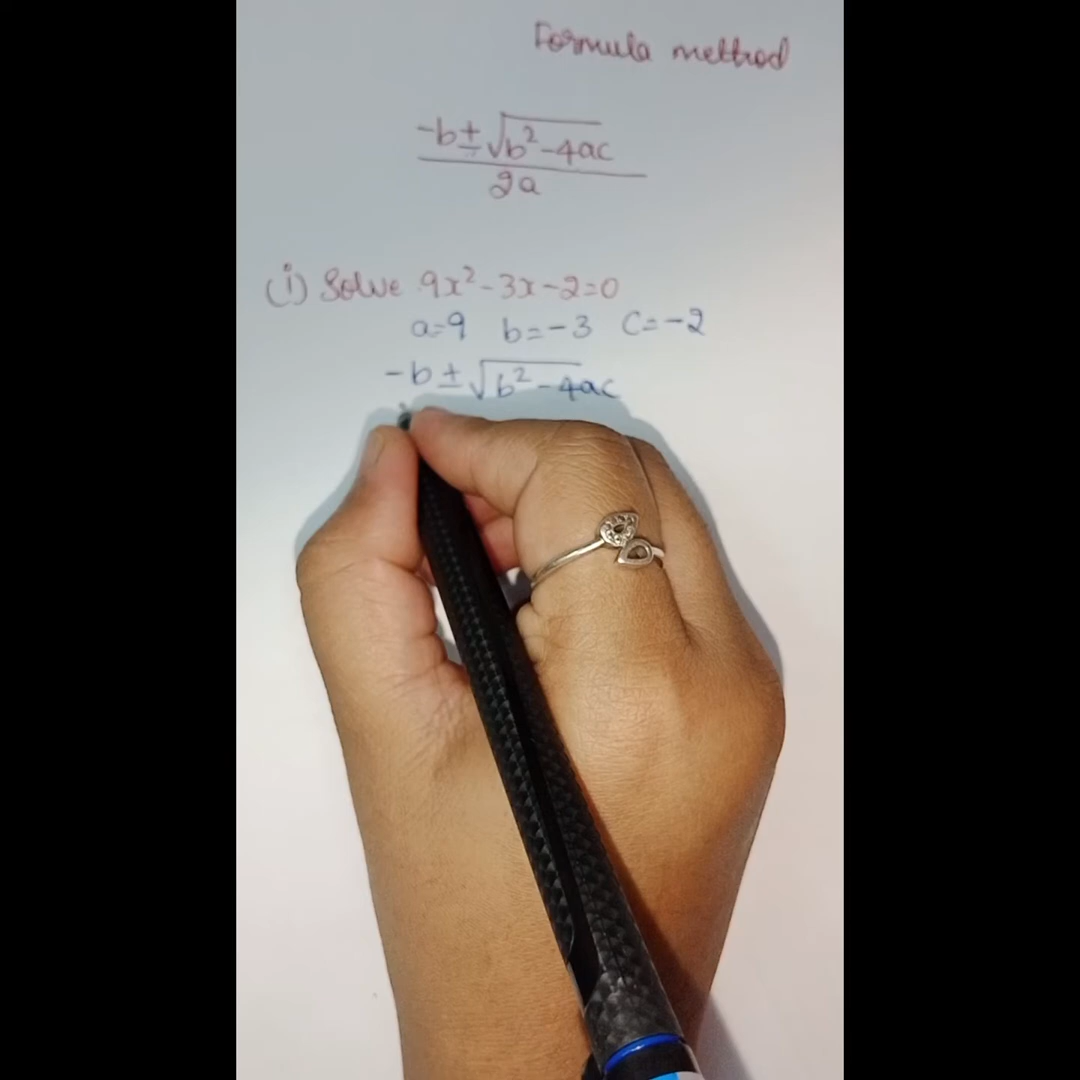 Formula method
-b±√b²-4ac
2a
(i) Solve 9x²-3x-2=0
a=9 b=-3 c=-2
-b±√b²-4ac